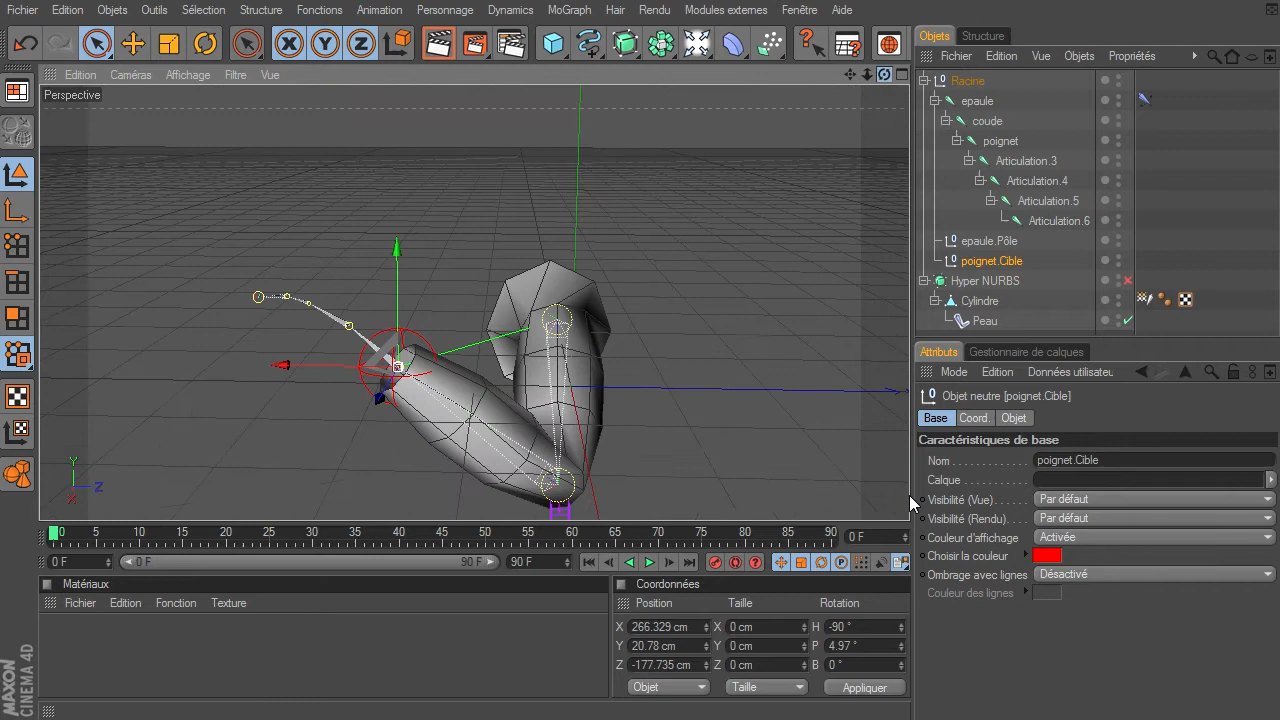 Fichier Edition Outils Sélection Structure Fonctions Animation Personnage Dynamics MoGraph Hair Rendu Modules externes Fenêtre Aide
X Y Z
Objets Structure
Fichier Edition Vue Objets Propriétés
Edition Caméras Affichage Filtre Vue
Perspective
Racine
epaule
coude
poignet
Articulation.3
Articulation.4
Articulation.5
Articulation.6
epaule.Pôle
poignet.Cible
Hyper NURBS
Cylindre
Peau
Attributs Gestionnaire de calques
Mode Edition Données utilisateu
Objet neutre [poignet.Cible]
Base Coord. Objet
Caractéristiques de base
Nom poignet.Cible
Calque
Visibilité (Vue) Par défaut
Visibilité (Rendu) Par défaut
Couleur d'affichage Activée
Choisir la couleur
Ombrage avec lignes Désactivé
Couleur des lignes
Y
Z
X
0 5 10 15 20 25 30 35 40 45 50 55 60 65 70 75 80 85 90 0 F
0 F 0 F 90 F 90 F
Matériaux
Fichier Edition Fonction Texture
Coordonnées
Position Taille Rotation
X 266.329 cm X 0 cm H -90 °
Y 20.78 cm Y 0 cm P 4.97 °
Z -177.735 cm Z 0 cm B 0 °
Objet Taille Appliquer
MAXON
CINEMA 4D